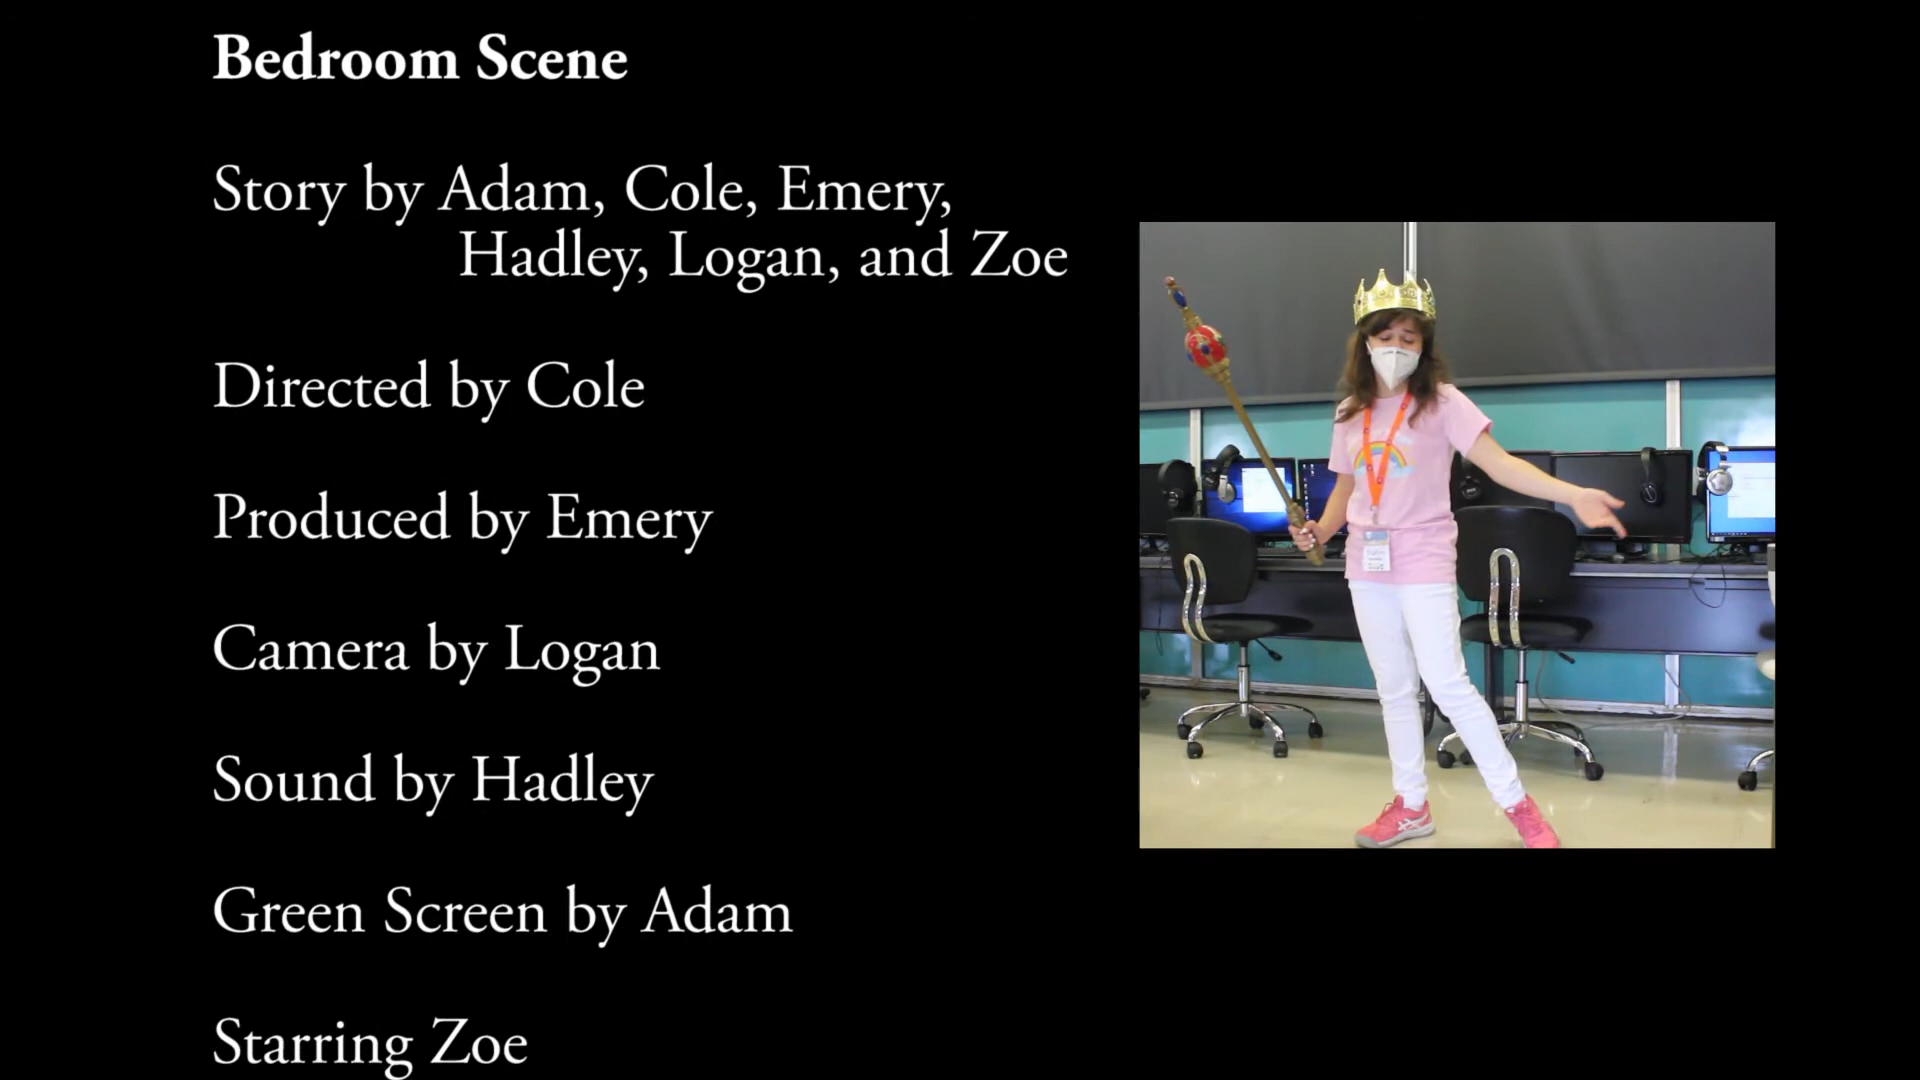 Bedroom Scene
Story by Adam, Cole, Emery,
Hadley, Logan, and Zoe
Directed by Cole
Produced by Emery
Camera by Logan
Sound by Hadley
Green Screen by Adam
Starring Zoe